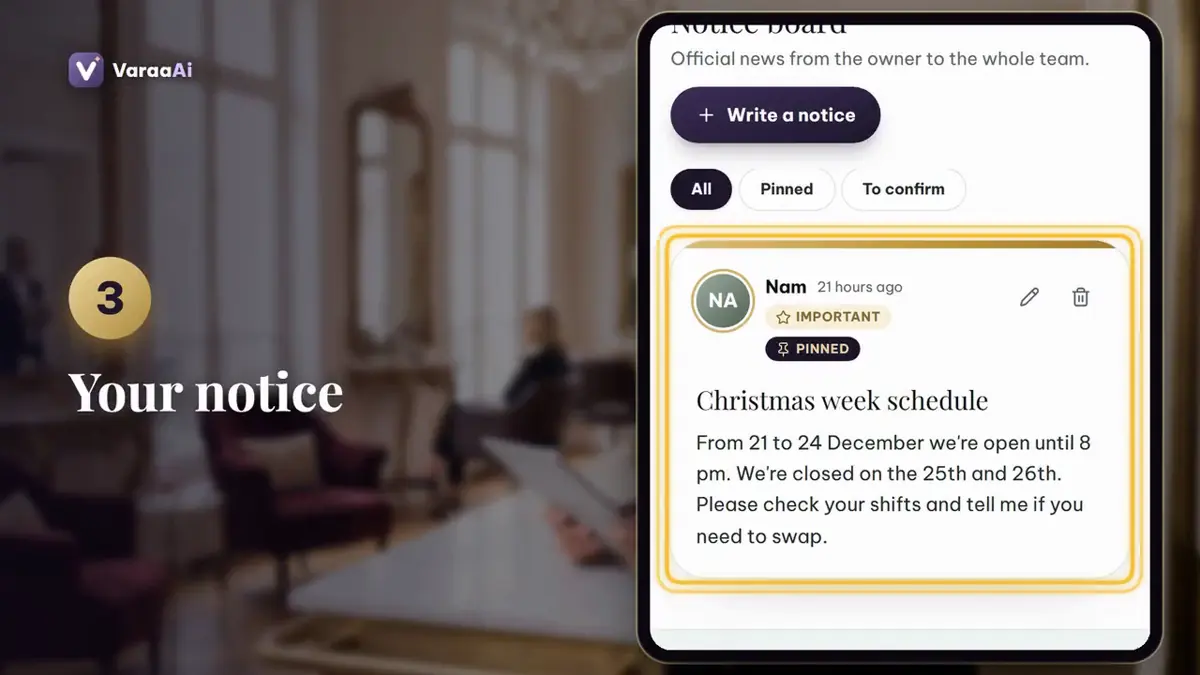 VaraaAi
3
Your notice
Notice board
Official news from the owner to the whole team.
+ Write a notice
All
Pinned
To confirm
NA
Nam 21 hours ago
IMPORTANT
PINNED
Christmas week schedule
From 21 to 24 December we're open until 8
pm. We're closed on the 25th and 26th.
Please check your shifts and tell me if you
need to swap.